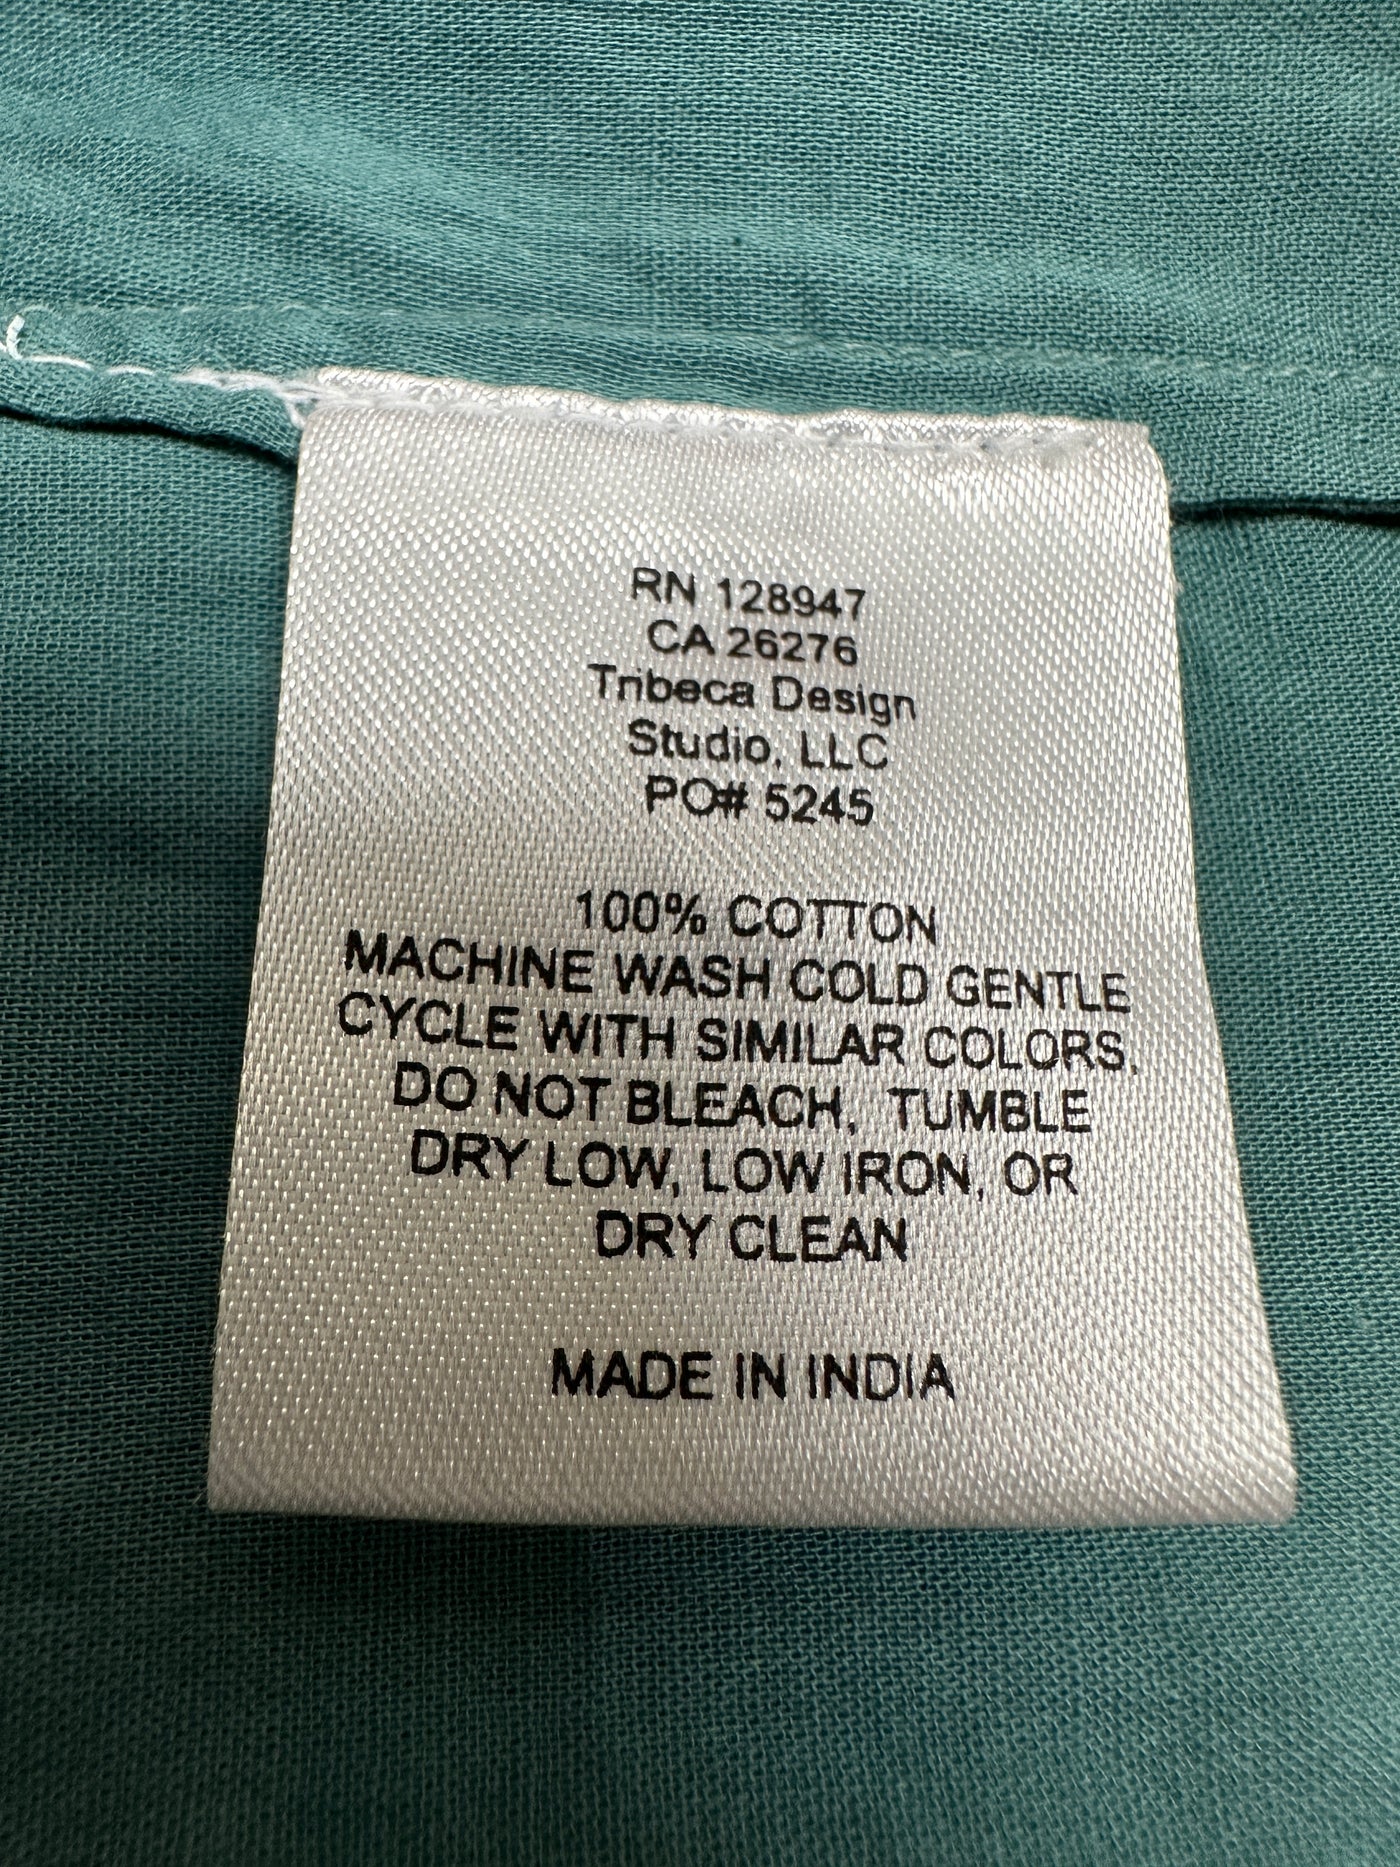 RN 128947
CA 26276
Tribeca Design
Studio, LLC
PO# 5245
100% COTTON
MACHINE WASH COLD GENTLE
CYCLE WITH SIMILAR COLORS,
DO NOT BLEACH, TUMBLE
DRY LOW, LOW IRON, OR
DRY CLEAN
MADE IN INDIA